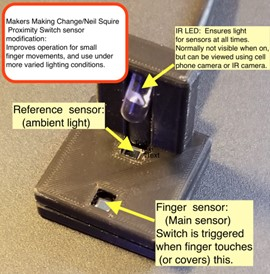 Makers Making Change/Neil Squire
Proximity Switch sensor
modification:
Improves operation for small
finger movements, and use under
more varied lighting conditions.
IR LED: Ensures light
for sensors at all times.
Normally not visible when on,
but can be viewed using cell
phone camera or IR camera.
Reference sensor:
(ambient light)
Text
Finger sensor:
(Main sensor)
Switch is triggered
when finger touches
(or covers) this.